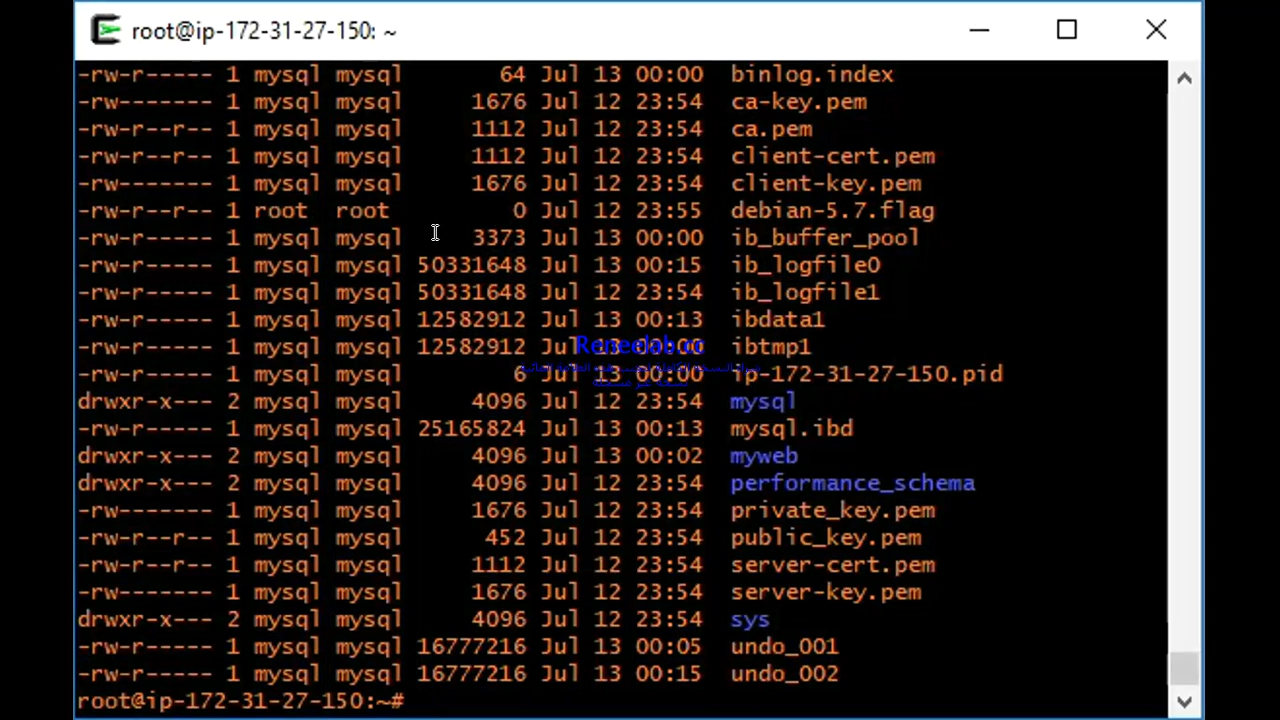 root@ip-172-31-27-150: ~
-rw-r----- 1 mysql mysql 64 Jul 13 00:00 binlog.index
-rw------- 1 mysql mysql 1676 Jul 12 23:54 ca-key.pem
-rw-r--r-- 1 mysql mysql 1112 Jul 12 23:54 ca.pem
-rw-r--r-- 1 mysql mysql 1112 Jul 12 23:54 client-cert.pem
-rw------- 1 mysql mysql 1676 Jul 12 23:54 client-key.pem
-rw-r--r-- 1 root root 0 Jul 12 23:55 debian-5.7.flag
-rw-r----- 1 mysql mysql 3373 Jul 13 00:00 ib_buffer_pool
-rw-r----- 1 mysql mysql 50331648 Jul 13 00:15 ib_logfile0
-rw-r----- 1 mysql mysql 50331648 Jul 12 23:54 ib_logfile1
-rw-r----- 1 mysql mysql 12582912 Jul 13 00:13 ibdata1
-rw-r----- 1 mysql mysql 12582912 Jul 13 00:00 ibtmp1
Reneelab.cc
-rw-r----- 1 mysql mysql 6 Jul 13 00:00 ip-172-31-27-150.pid
drwxr-x--- 2 mysql mysql 4096 Jul 12 23:54 mysql
-rw-r----- 1 mysql mysql 25165824 Jul 13 00:13 mysql.ibd
drwxr-x--- 2 mysql mysql 4096 Jul 13 00:02 myweb
drwxr-x--- 2 mysql mysql 4096 Jul 12 23:54 performance_schema
-rw------- 1 mysql mysql 1676 Jul 12 23:54 private_key.pem
-rw-r--r-- 1 mysql mysql 452 Jul 12 23:54 public_key.pem
-rw-r--r-- 1 mysql mysql 1112 Jul 12 23:54 server-cert.pem
-rw------- 1 mysql mysql 1676 Jul 12 23:54 server-key.pem
drwxr-x--- 2 mysql mysql 4096 Jul 12 23:54 sys
-rw-r----- 1 mysql mysql 16777216 Jul 13 00:05 undo_001
-rw-r----- 1 mysql mysql 16777216 Jul 13 00:15 undo_002
root@ip-172-31-27-150:~#